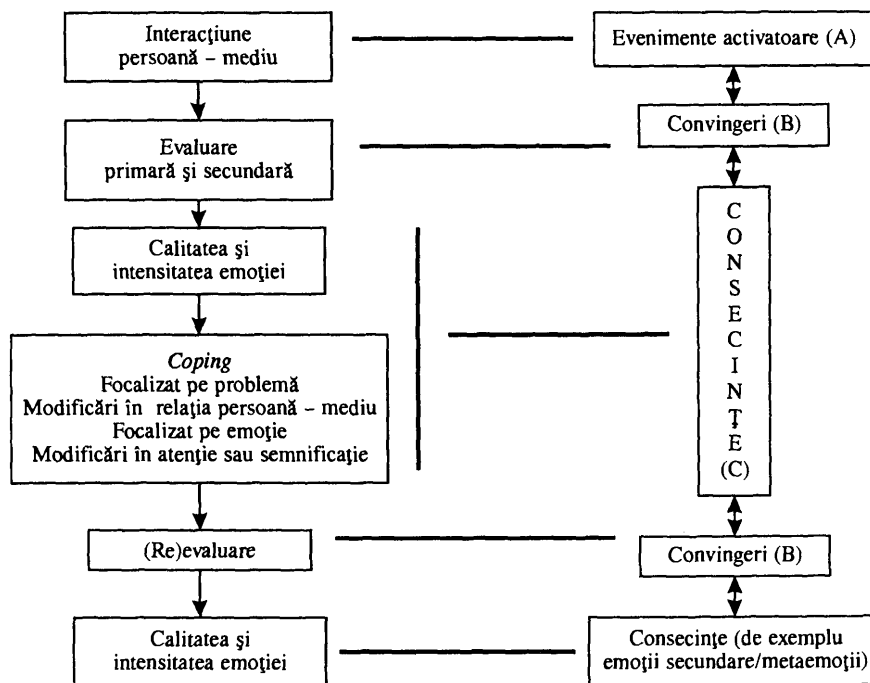 Interacţiune
persoană – mediu
Evaluare
primară şi secundară
Calitatea şi
intensitatea emoţiei
Coping
Focalizat pe problemă
Modificări în relaţia persoană – mediu
Focalizat pe emoţie
Modificări în atenţie sau semnificaţie
(Re)evaluare
Calitatea şi
intensitatea emoţiei
Evenimente activatoare (A)
Convingeri (B)
C
O
N
S
E
C
I
N
Ţ
E
(C)
Convingeri (B)
Consecinţe (de exemplu
emoţii secundare/metaemoţii)